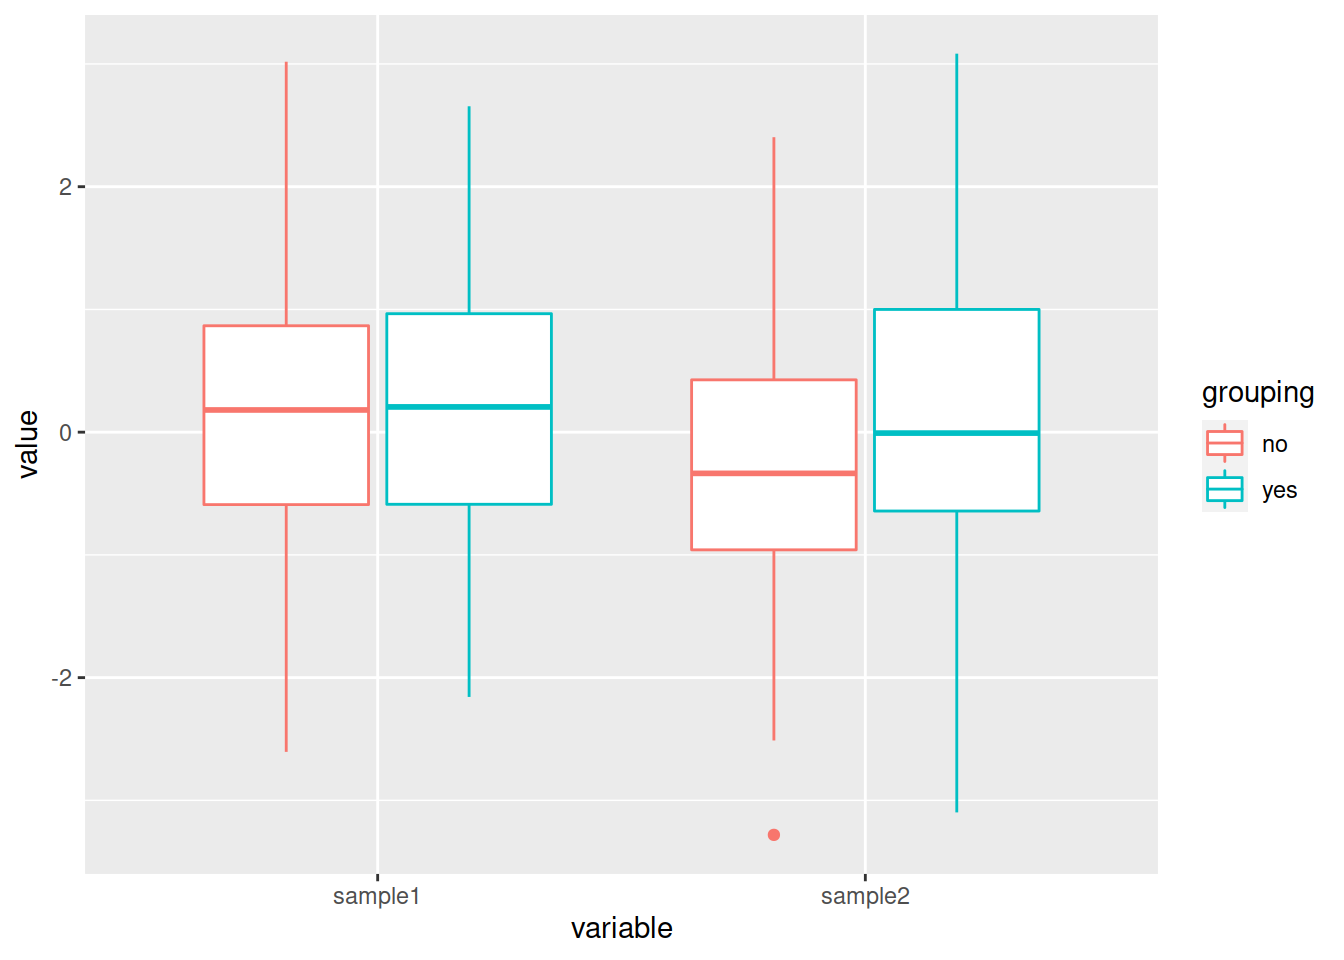 value
2
0
-2
sample1
sample2
variable
grouping
no
yes